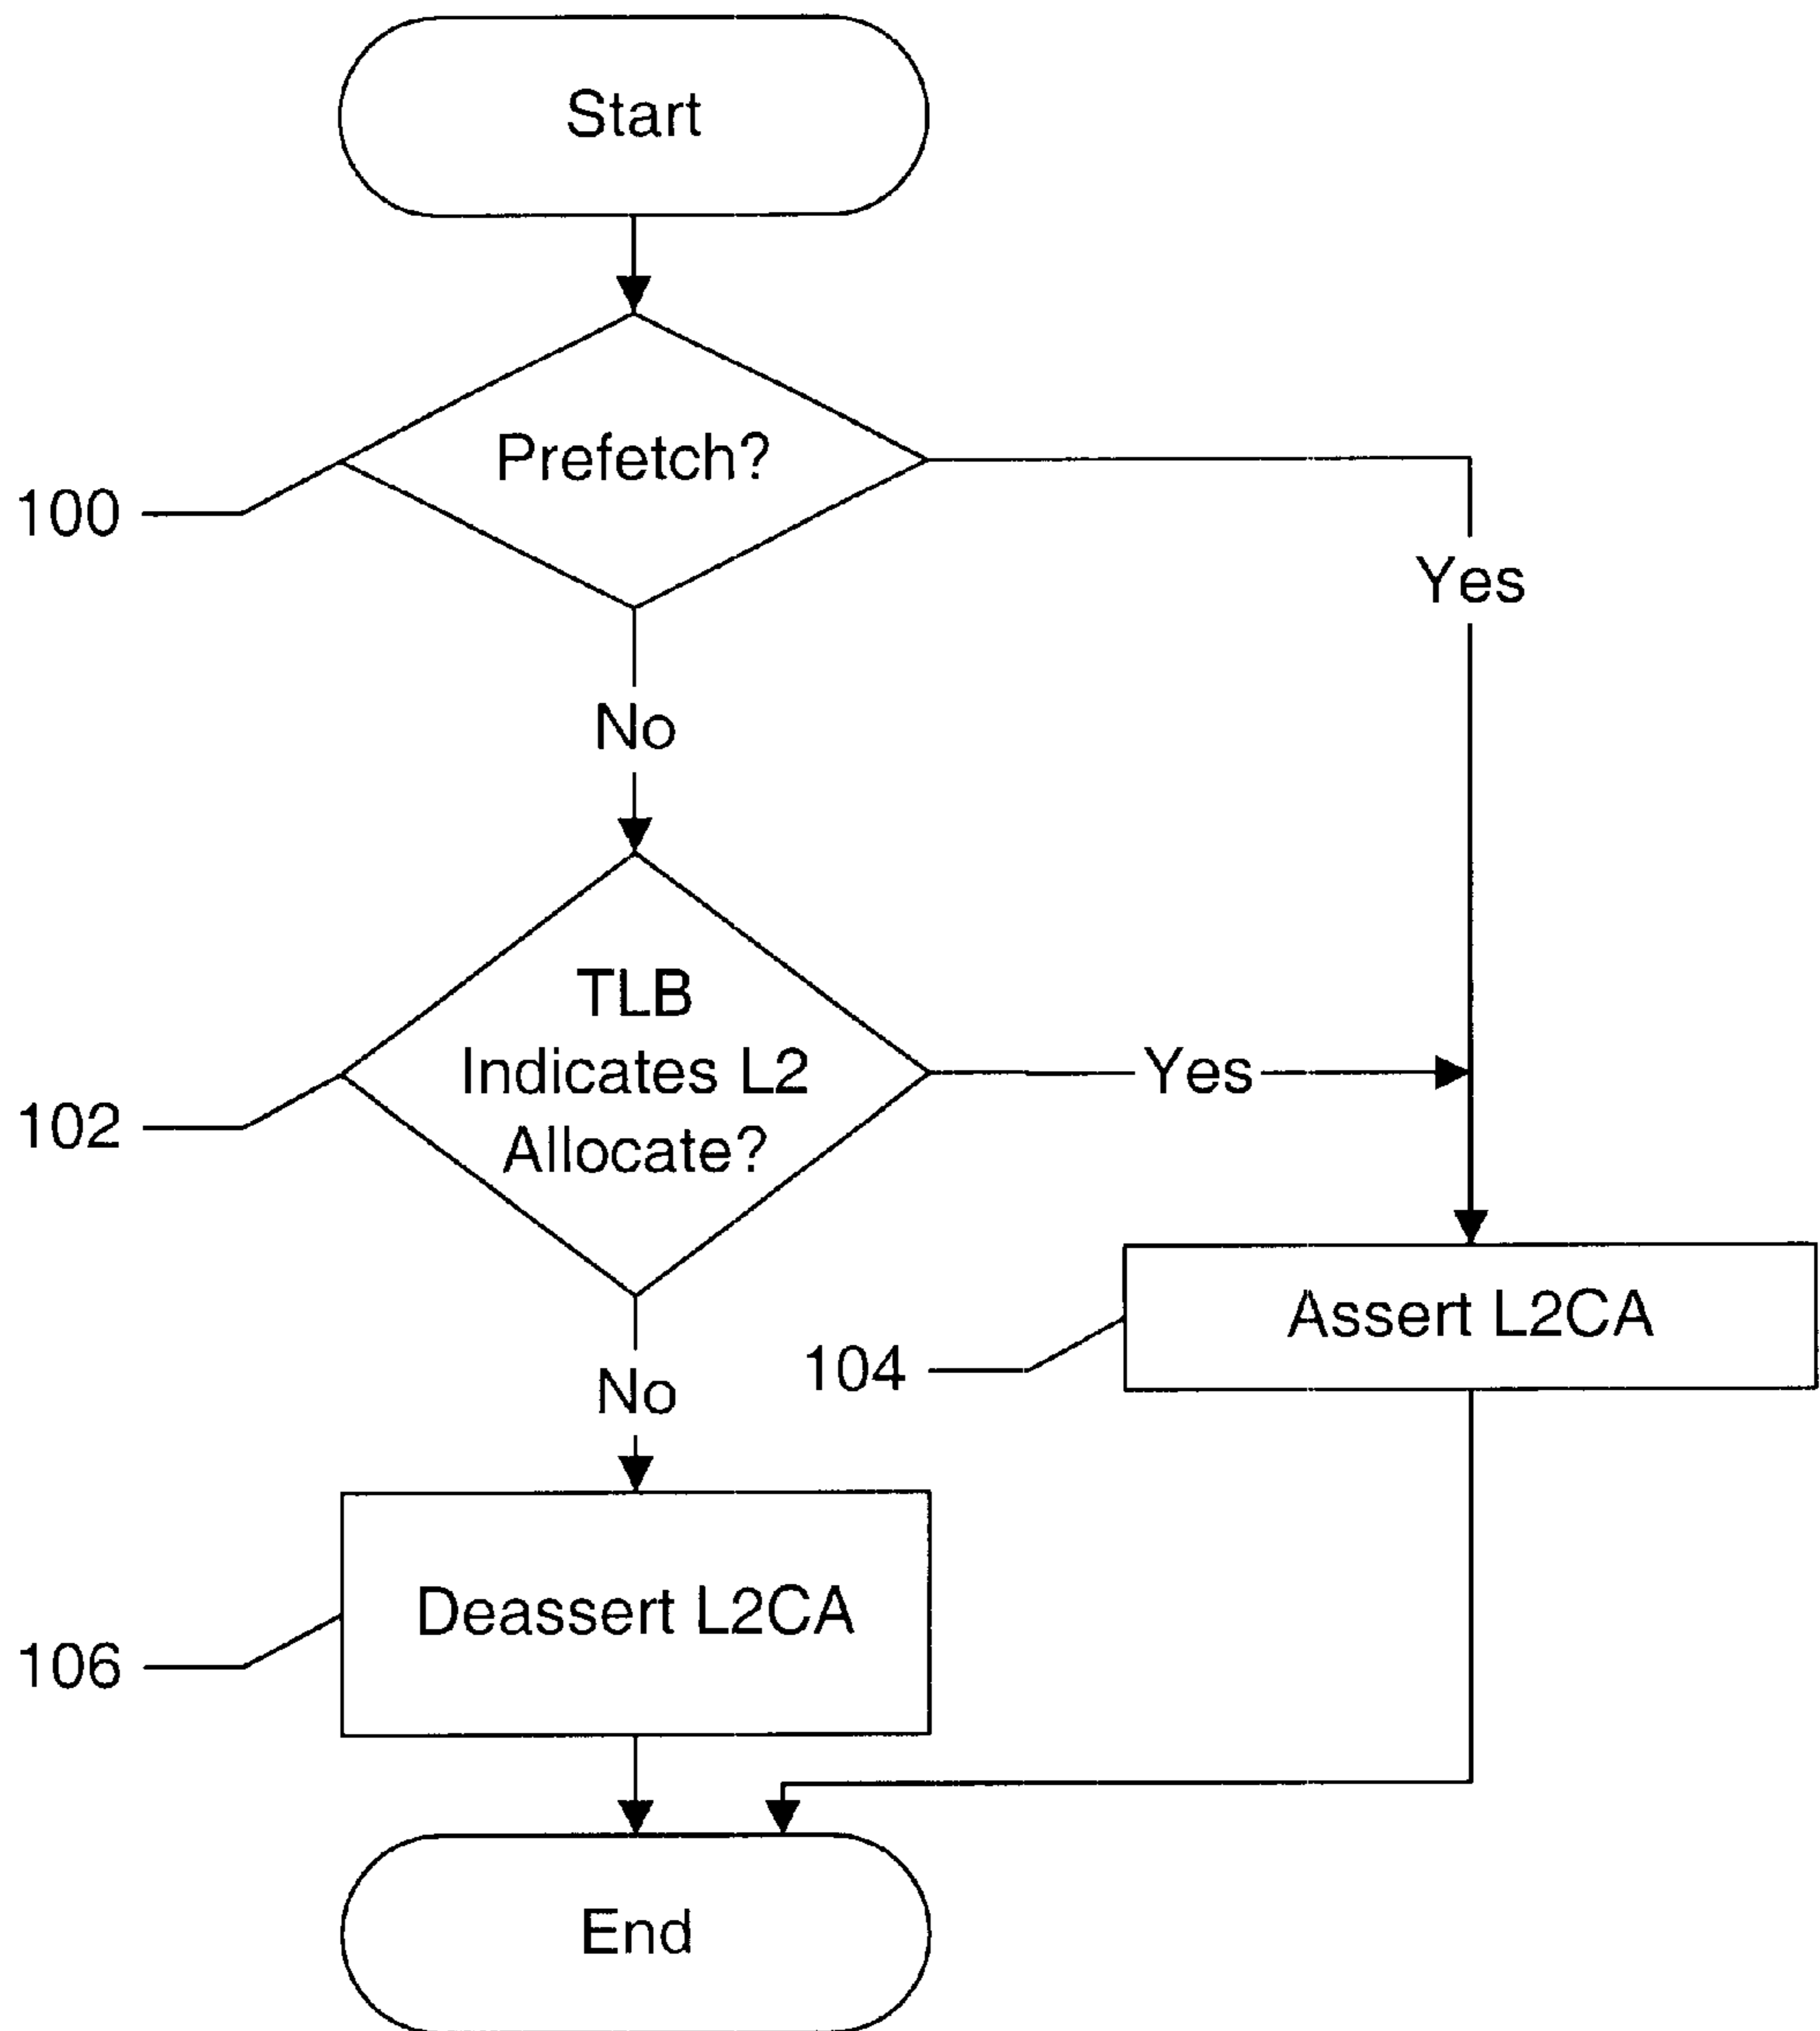 Start
Prefetch?
100
Yes
No
TLB
Indicates L2
Allocate?
Yes
102
Assert L2CA
104
No
Deassert L2CA
106
End